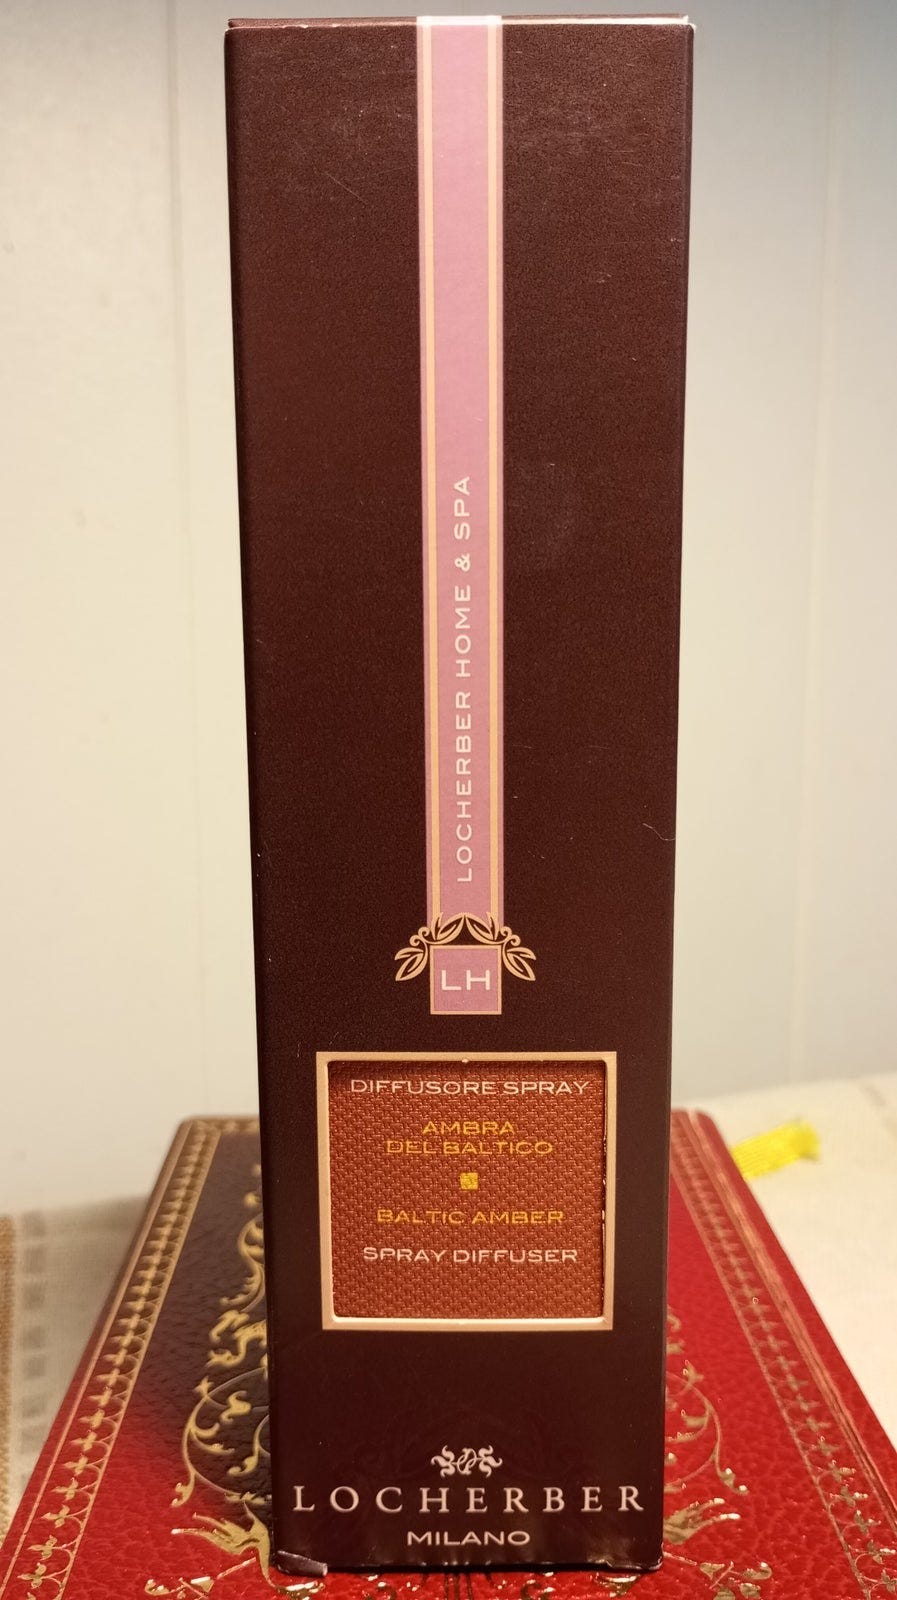 LOCHERBER HOME & SPA
LH
DIFFUSORE SPRAY
AMBRA
DEL BALTICO
BALTIC AMBER
SPRAY DIFFUSER
LOCHERBER
MILANO